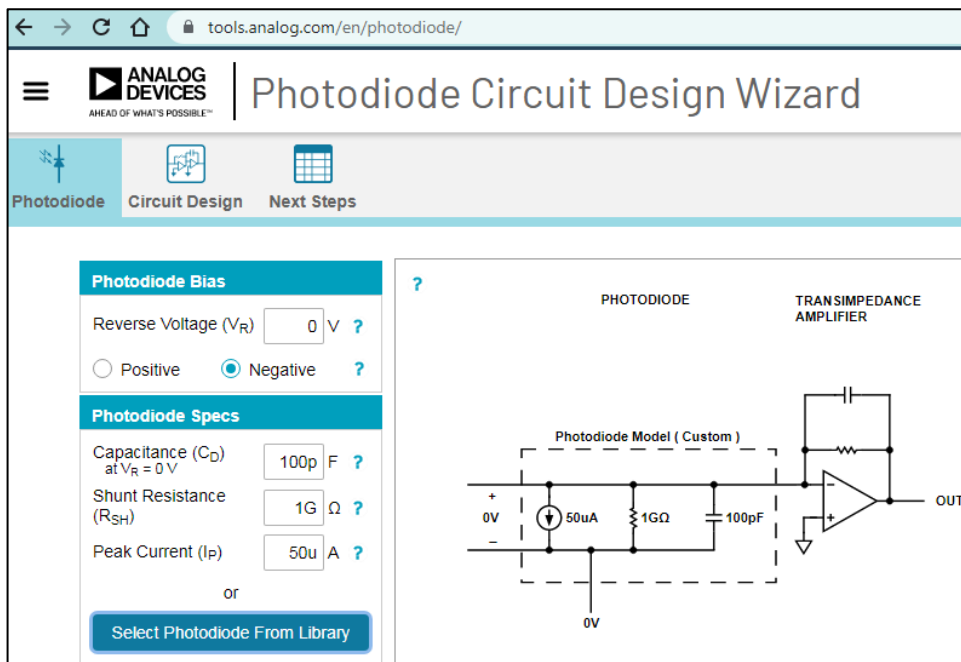 tools.analog.com/en/photodiode/
ANALOG
DEVICES
AHEAD OF WHAT'S POSSIBLE™
Photodiode Circuit Design Wizard
Photodiode
Circuit Design
Next Steps
Photodiode Bias
Reverse Voltage (VR) 0 V ?
Positive Negative ?
Photodiode Specs
Capacitance (CD) 100p F ?
at VR = 0 V
Shunt Resistance
(RSH) 1G Ω ?
Peak Current (IP) 50u A ?
or
Select Photodiode From Library
?
PHOTODIODE
TRANSIMPEDANCE
AMPLIFIER
Photodiode Model ( Custom )
+
0V
−
50uA
1GΩ
100pF
−
+
OUT
0V